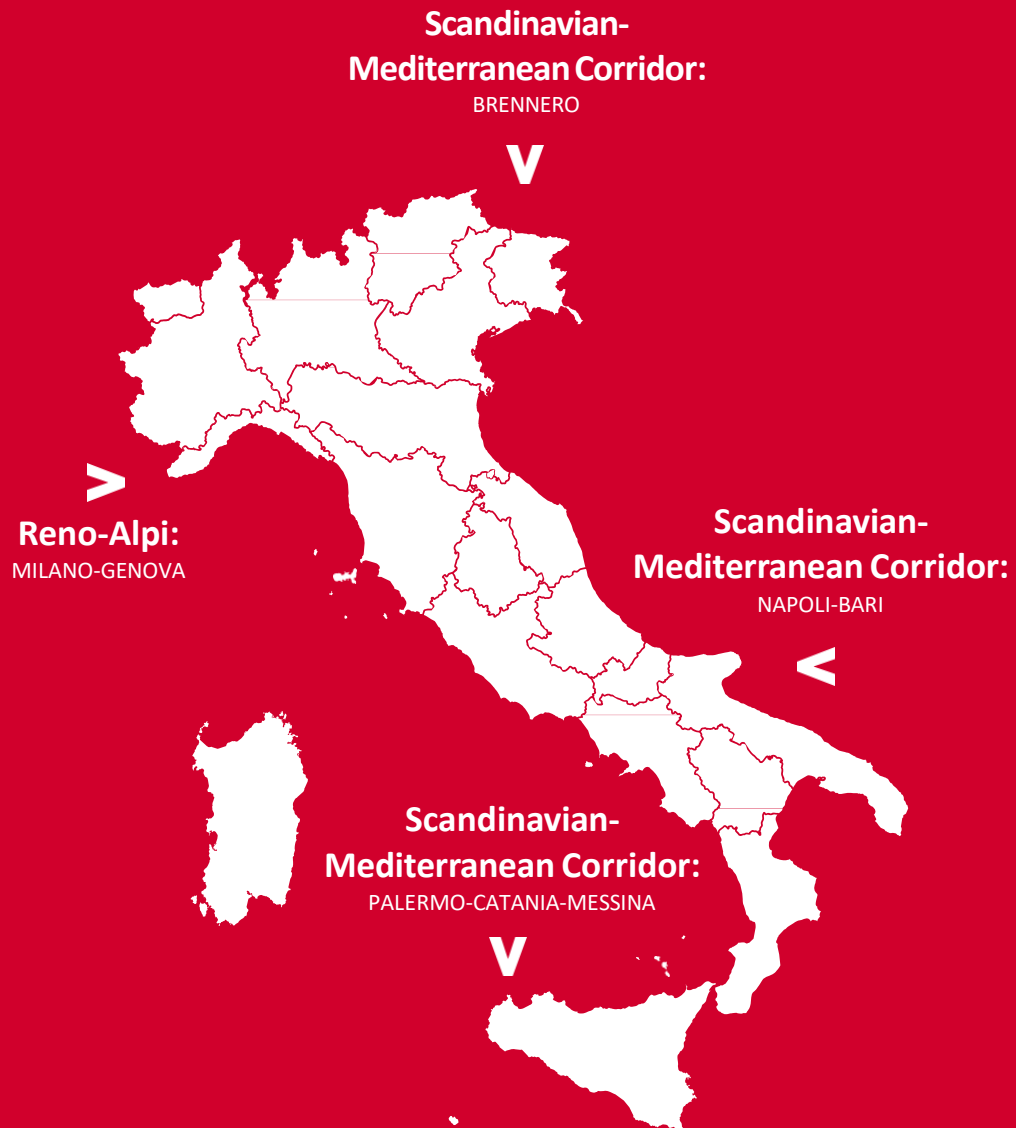 Scandinavian-
Mediterranean Corridor:
BRENNERO
Reno-Alpi:
MILANO-GENOVA
Scandinavian-
Mediterranean Corridor:
NAPOLI-BARI
Scandinavian-
Mediterranean Corridor:
PALERMO-CATANIA-MESSINA